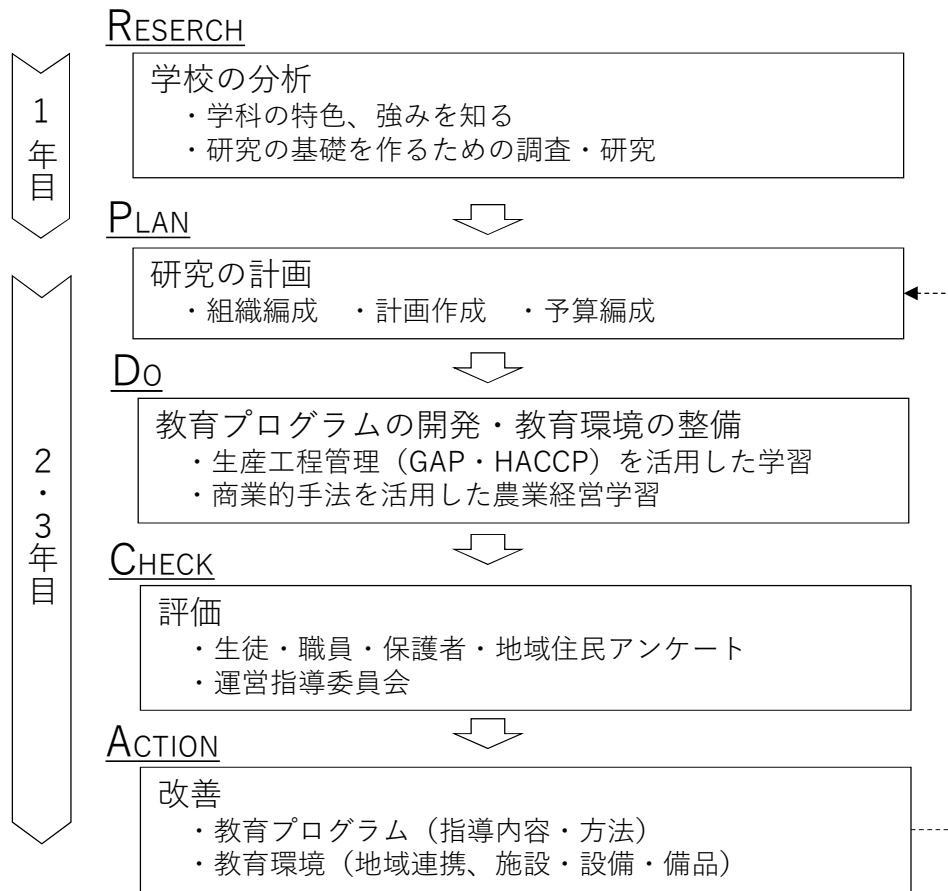 RESERCH
学校の分析
・学科の特色、強みを知る
・研究の基礎を作るための調査・研究
1年目
PLAN
研究の計画
・組織編成　・計画作成　・予算編成
DO
教育プログラムの開発・教育環境の整備
・生産工程管理（GAP・HACCP）を活用した学習
・商業的手法を活用した農業経営学習
2・3年目
CHECK
評価
・生徒・職員・保護者・地域住民アンケート
・運営指導委員会
ACTION
改善
・教育プログラム（指導内容・方法）
・教育環境（地域連携、施設・設備・備品）